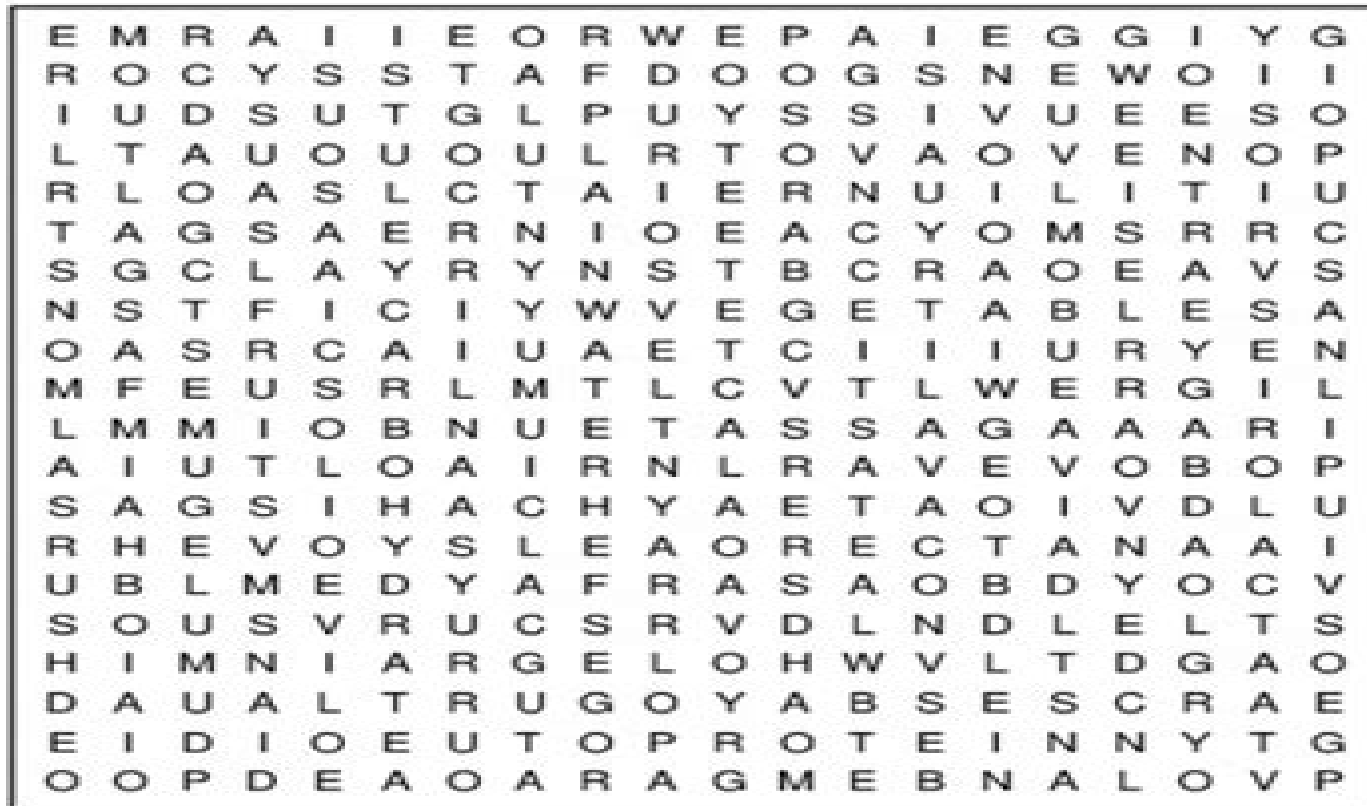 E M R A I I E O R W E P A I E G G I Y G
R O C Y S S T A F D O O G S N E W O I I
I U D S U T G L P U Y S S I V U E E S O
L T A U O U O U L R T O V A O V E N O P
R L O A S L C T A I E R N U I L I T I U
T A G S A E R N I O E A C Y O M S R R C
S G C L A Y R Y N S T B C R A O E A V S
N S T F I C I Y W V E G E T A B L E S A
O A S R C A I U A E T C I I I U R Y E N
M F E U S R L M T L C V T L W E R G I L
L M M I O B N U E T A S S A G A A A R I
A I U T L O A I R N L R A V E V O B O P
S A G S I H A C H Y A E T A O I V D L U
R H E V O Y S L E A O R E C T A N A A I
U B L M E D Y A F R A S A O B D Y O C V
S O U S V R U C S R V D L N D L E L T S
H I M N I A R G E L O H W V L T D G A O
D A U A L T R U G O Y A B S E S C R A E
E I D I O E U T O P R O T E I N N Y T G
O O P D E A O A R A G M E B N A L O V P